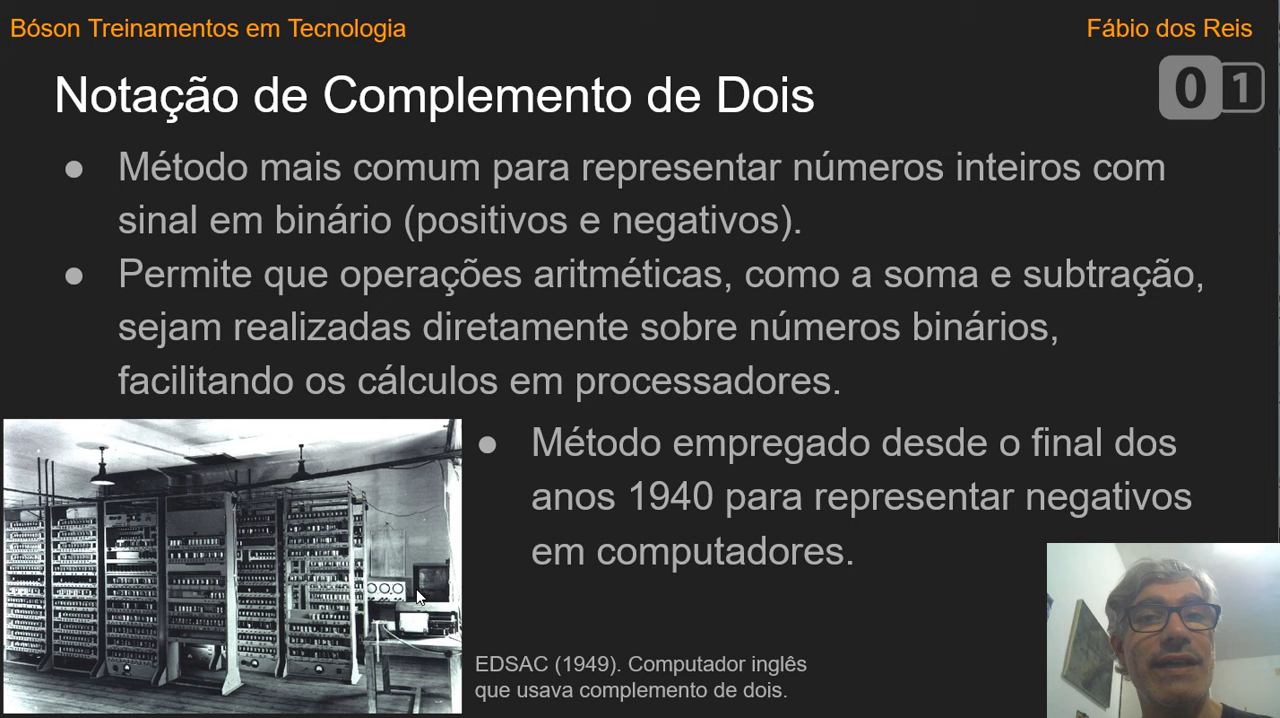 Bóson Treinamentos em Tecnologia
Fábio dos Reis
Notação de Complemento de Dois
0 1
● Método mais comum para representar números inteiros com
sinal em binário (positivos e negativos).
● Permite que operações aritméticas, como a soma e subtração,
sejam realizadas diretamente sobre números binários,
facilitando os cálculos em processadores.
● Método empregado desde o final dos
anos 1940 para representar negativos
em computadores.
EDSAC (1949). Computador inglês
que usava complemento de dois.